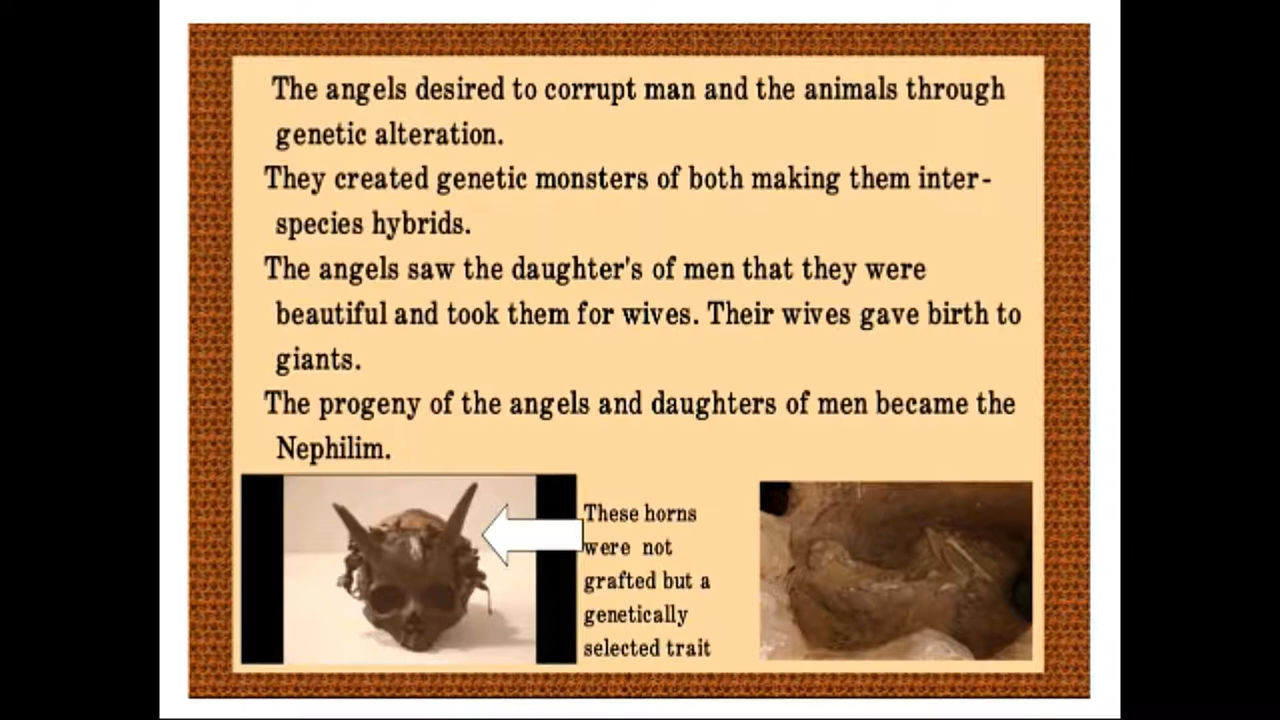 The angels desired to corrupt man and the animals through
genetic alteration.
They created genetic monsters of both making them inter-
species hybrids.
The angels saw the daughter's of men that they were
beautiful and took them for wives. Their wives gave birth to
giants.
The progeny of the angels and daughters of men became the
Nephilim.
These horns
were not
grafted but a
genetically
selected trait